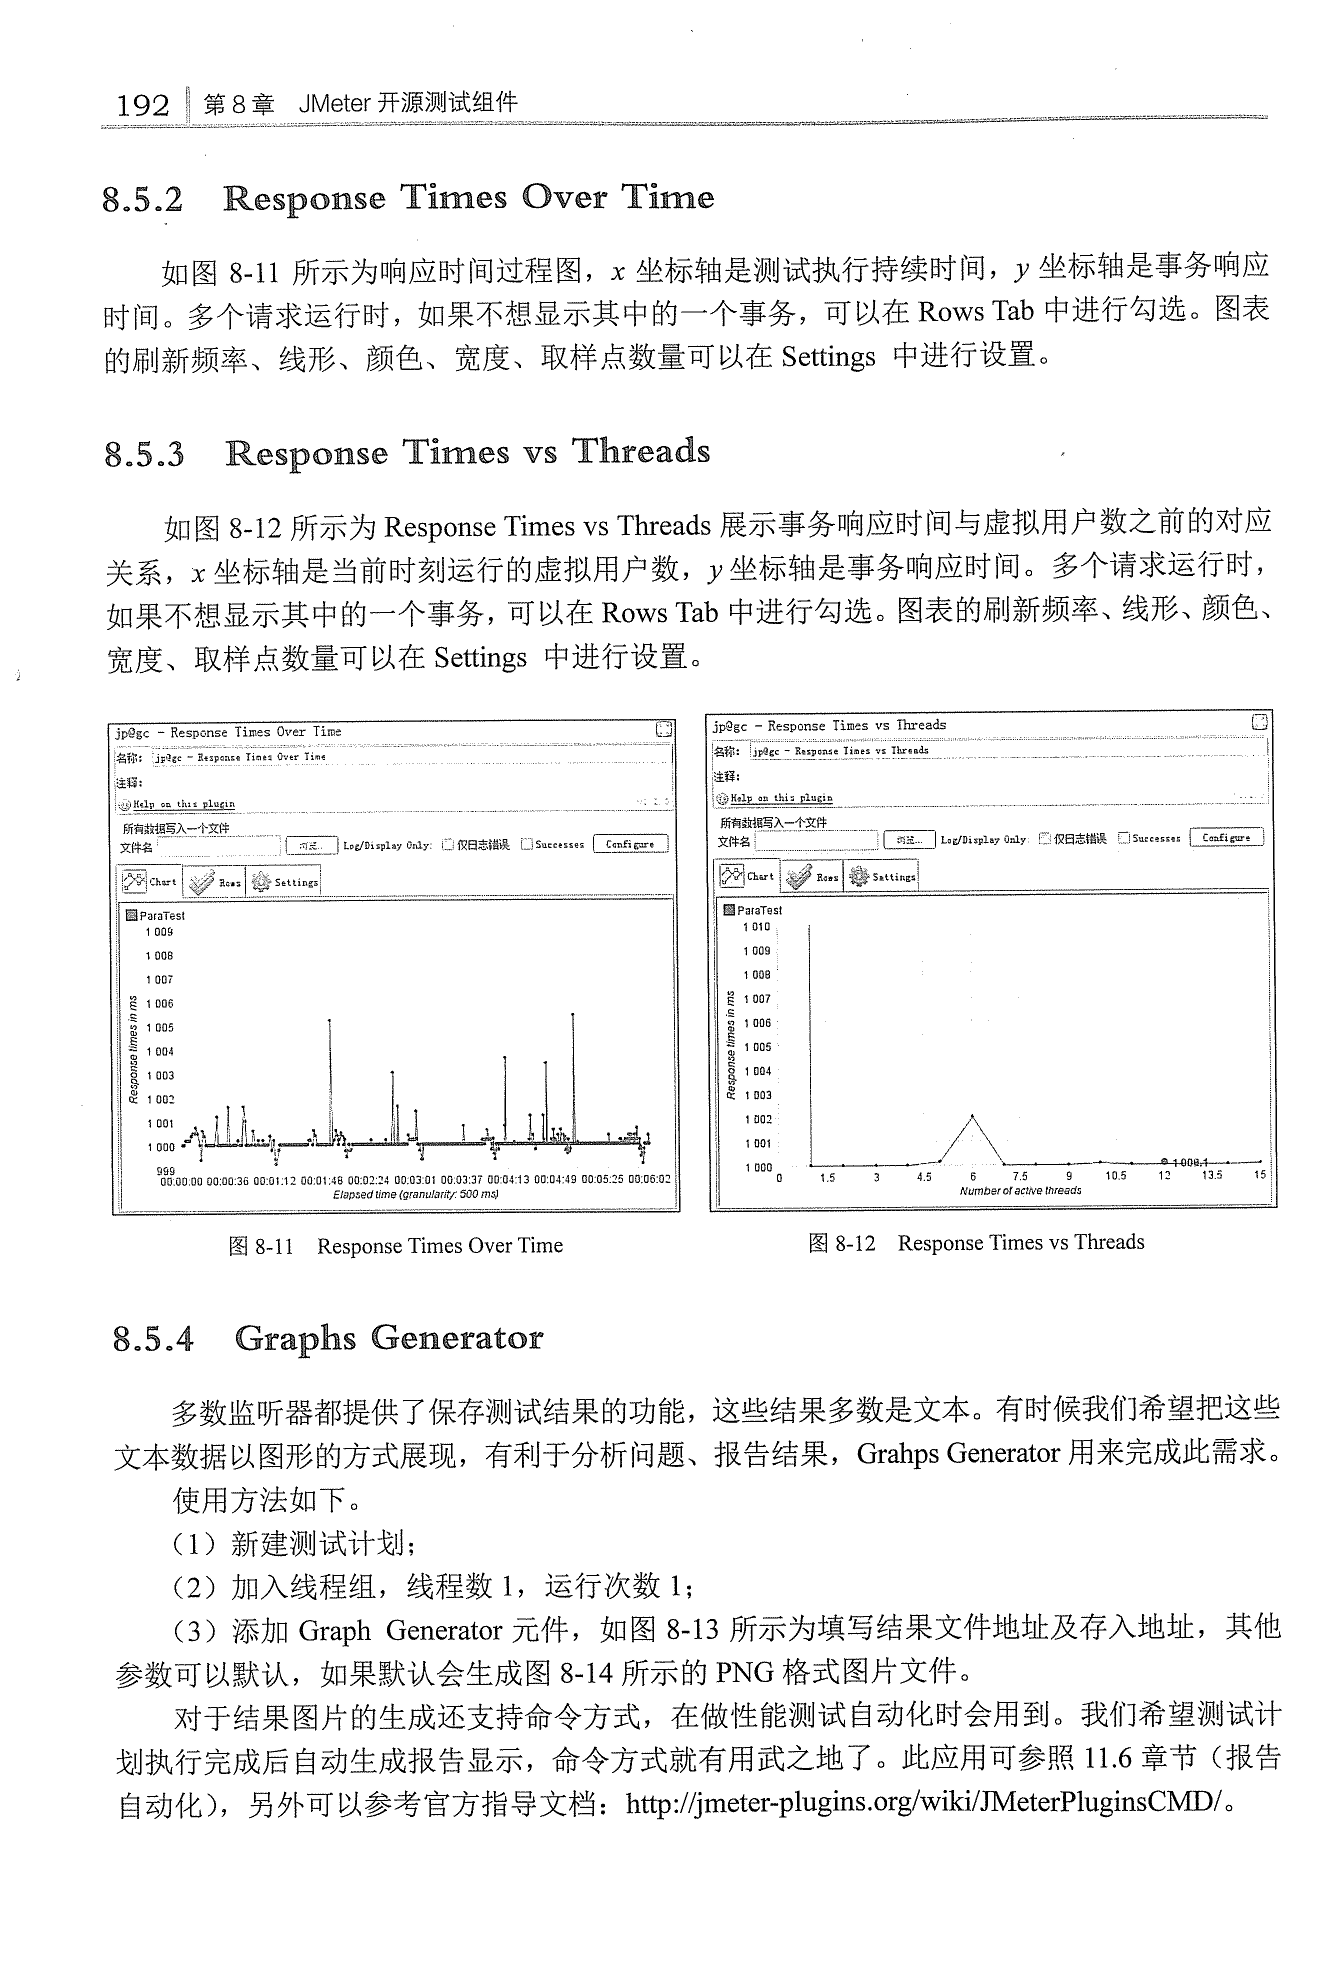 192 第8章 JMeter 开源测试组件
8.5.2 Response Times Over Time
如图 8-11 所示为响应时间过程图，x 坐标轴是测试执行持续时间，y 坐标轴是事务响应
时间。多个请求运行时，如果不想显示其中的一个事务，可以在 Rows Tab 中进行勾选。图表
的刷新频率、线形、颜色、宽度、取样点数量可以在 Settings 中进行设置。
8.5.3 Response Times vs Threads
如图 8-12 所示为 Response Times vs Threads 展示事务响应时间与虚拟用户数之前的对应
关系，x 坐标轴是当前时刻运行的虚拟用户数，y 坐标轴是事务响应时间。多个请求运行时，
如果不想显示其中的一个事务，可以在 Rows Tab 中进行勾选。图表的刷新频率、线形、颜色、
宽度、取样点数量可以在 Settings 中进行设置。
jp@gc - Response Times Over Time
名称: jp@gc - Response Times Over Time
注释:
Help on this plugin
所有数据写入一个文件
文件名 浏览... Log/Display Only: 仅日志错误 Successes Configure
Chart Rows Settings
ParaTest
1 009
1 008
1 007
1 006
1 005
1 004
1 003
1 002
1 001
1 000
999
Response times in ms
00:00:00 00:00:36 00:01:12 00:01:48 00:02:24 00:03:01 00:03:37 00:04:13 00:04:49 00:05:25 00:06:02
Elapsed time (granularity: 500 ms)
图 8-11 Response Times Over Time
jp@gc - Response Times vs Threads
名称: jp@gc - Response Times vs Threads
注释:
Help on this plugin
所有数据写入一个文件
文件名 浏览... Log/Display Only: 仅日志错误 Successes Configure
Chart Rows Settings
ParaTest
1 010
1 009
1 008
1 007
1 006
1 005
1 004
1 003
1 002
1 001
1 000
Response times in ms
0 1.5 3 4.5 6 7.5 9 10.5 12 13.5 15
Number of active threads
图 8-12 Response Times vs Threads
8.5.4 Graphs Generator
多数监听器都提供了保存测试结果的功能，这些结果多数是文本。有时候我们希望把这些
文本数据以图形的方式展现，有利于分析问题、报告结果，Grahps Generator 用来完成此需求。
使用方法如下。
（1）新建测试计划；
（2）加入线程组，线程数 1，运行次数 1；
（3）添加 Graph Generator 元件，如图 8-13 所示为填写结果文件地址及存入地址，其他
参数可以默认，如果默认会生成图 8-14 所示的 PNG 格式图片文件。
对于结果图片的生成还支持命令方式，在做性能测试自动化时会用到。我们希望测试计
划执行完成后自动生成报告显示，命令方式就有用武之地了。此应用可参照 11.6 章节（报告
自动化），另外可以参考官方指导文档：http://jmeter-plugins.org/wiki/JMeterPluginsCMD/。